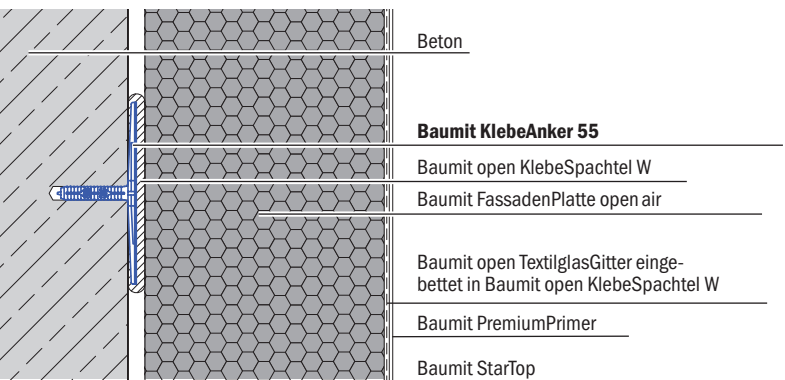 Beton
Baumit KlebeAnker 55
Baumit open KlebeSpachtel W
Baumit FassadenPlatte open air
Baumit open TextilglasGitter einge-
bettet in Baumit open KlebeSpachtel W
Baumit PremiumPrimer
Baumit StarTop